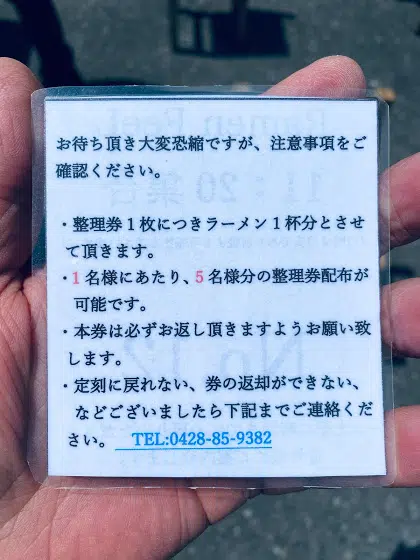 お待ち頂き大変恐縮ですが、注意事項をご
確認ください。
・整理券１枚につきラーメン１杯分とさせ
て頂きます。
・1名様にあたり、5名様分の整理券配布が
可能です。
・本券は必ずお返し頂きますようお願い致
します。
・定刻に戻れない、券の返却ができない、
などございましたら下記までご連絡くだ
さい。 TEL:0428-85-9382